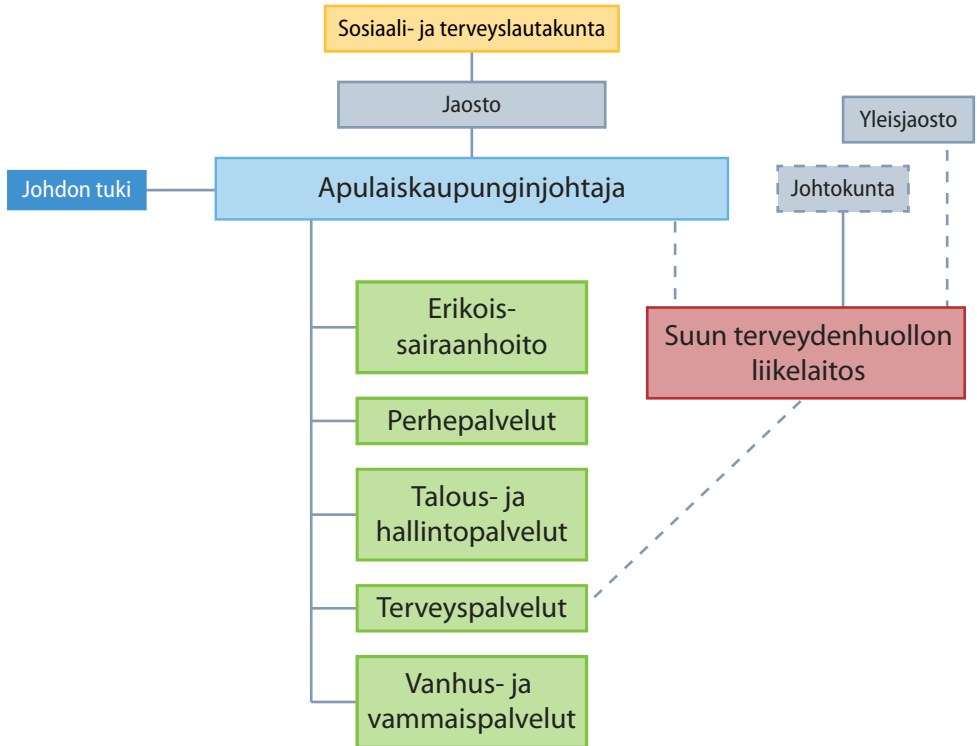 Sosiaali- ja terveyslautakunta
Jaosto
Yleisjaosto
Johdon tuki
Apulaiskaupunginjohtaja
Johtokunta
Erikois-
sairaanhoito
Suun terveydenhuollon
liikelaitos
Perhepalvelut
Talous- ja
hallintopalvelut
Terveyspalvelut
Vanhus- ja
vammaispalvelut